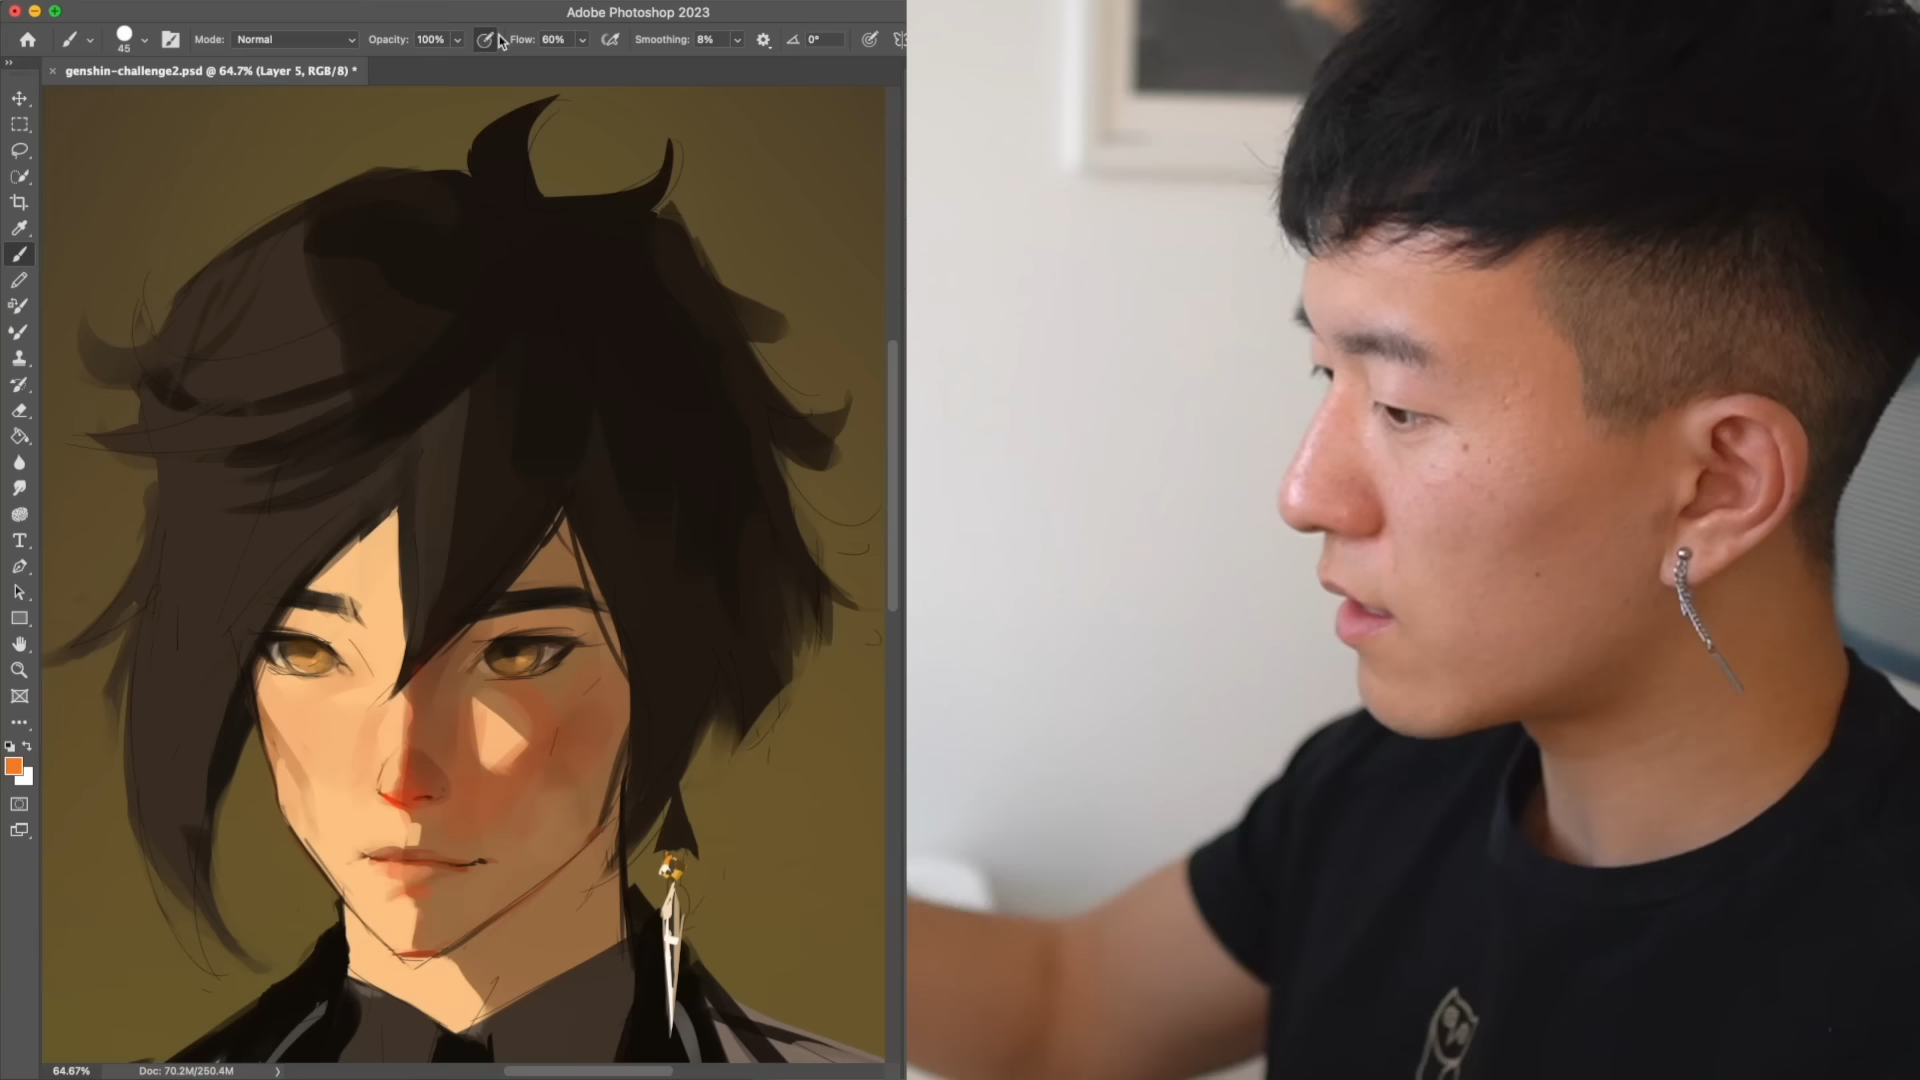 Adobe Photoshop 2023
45
Mode: Normal
Opacity: 100%
Flow: 60%
Smoothing: 8%
0°
genshin-challenge2.psd @ 64.7% (Layer 5, RGB/8) *
64.67%
Doc: 70.2M/250.4M